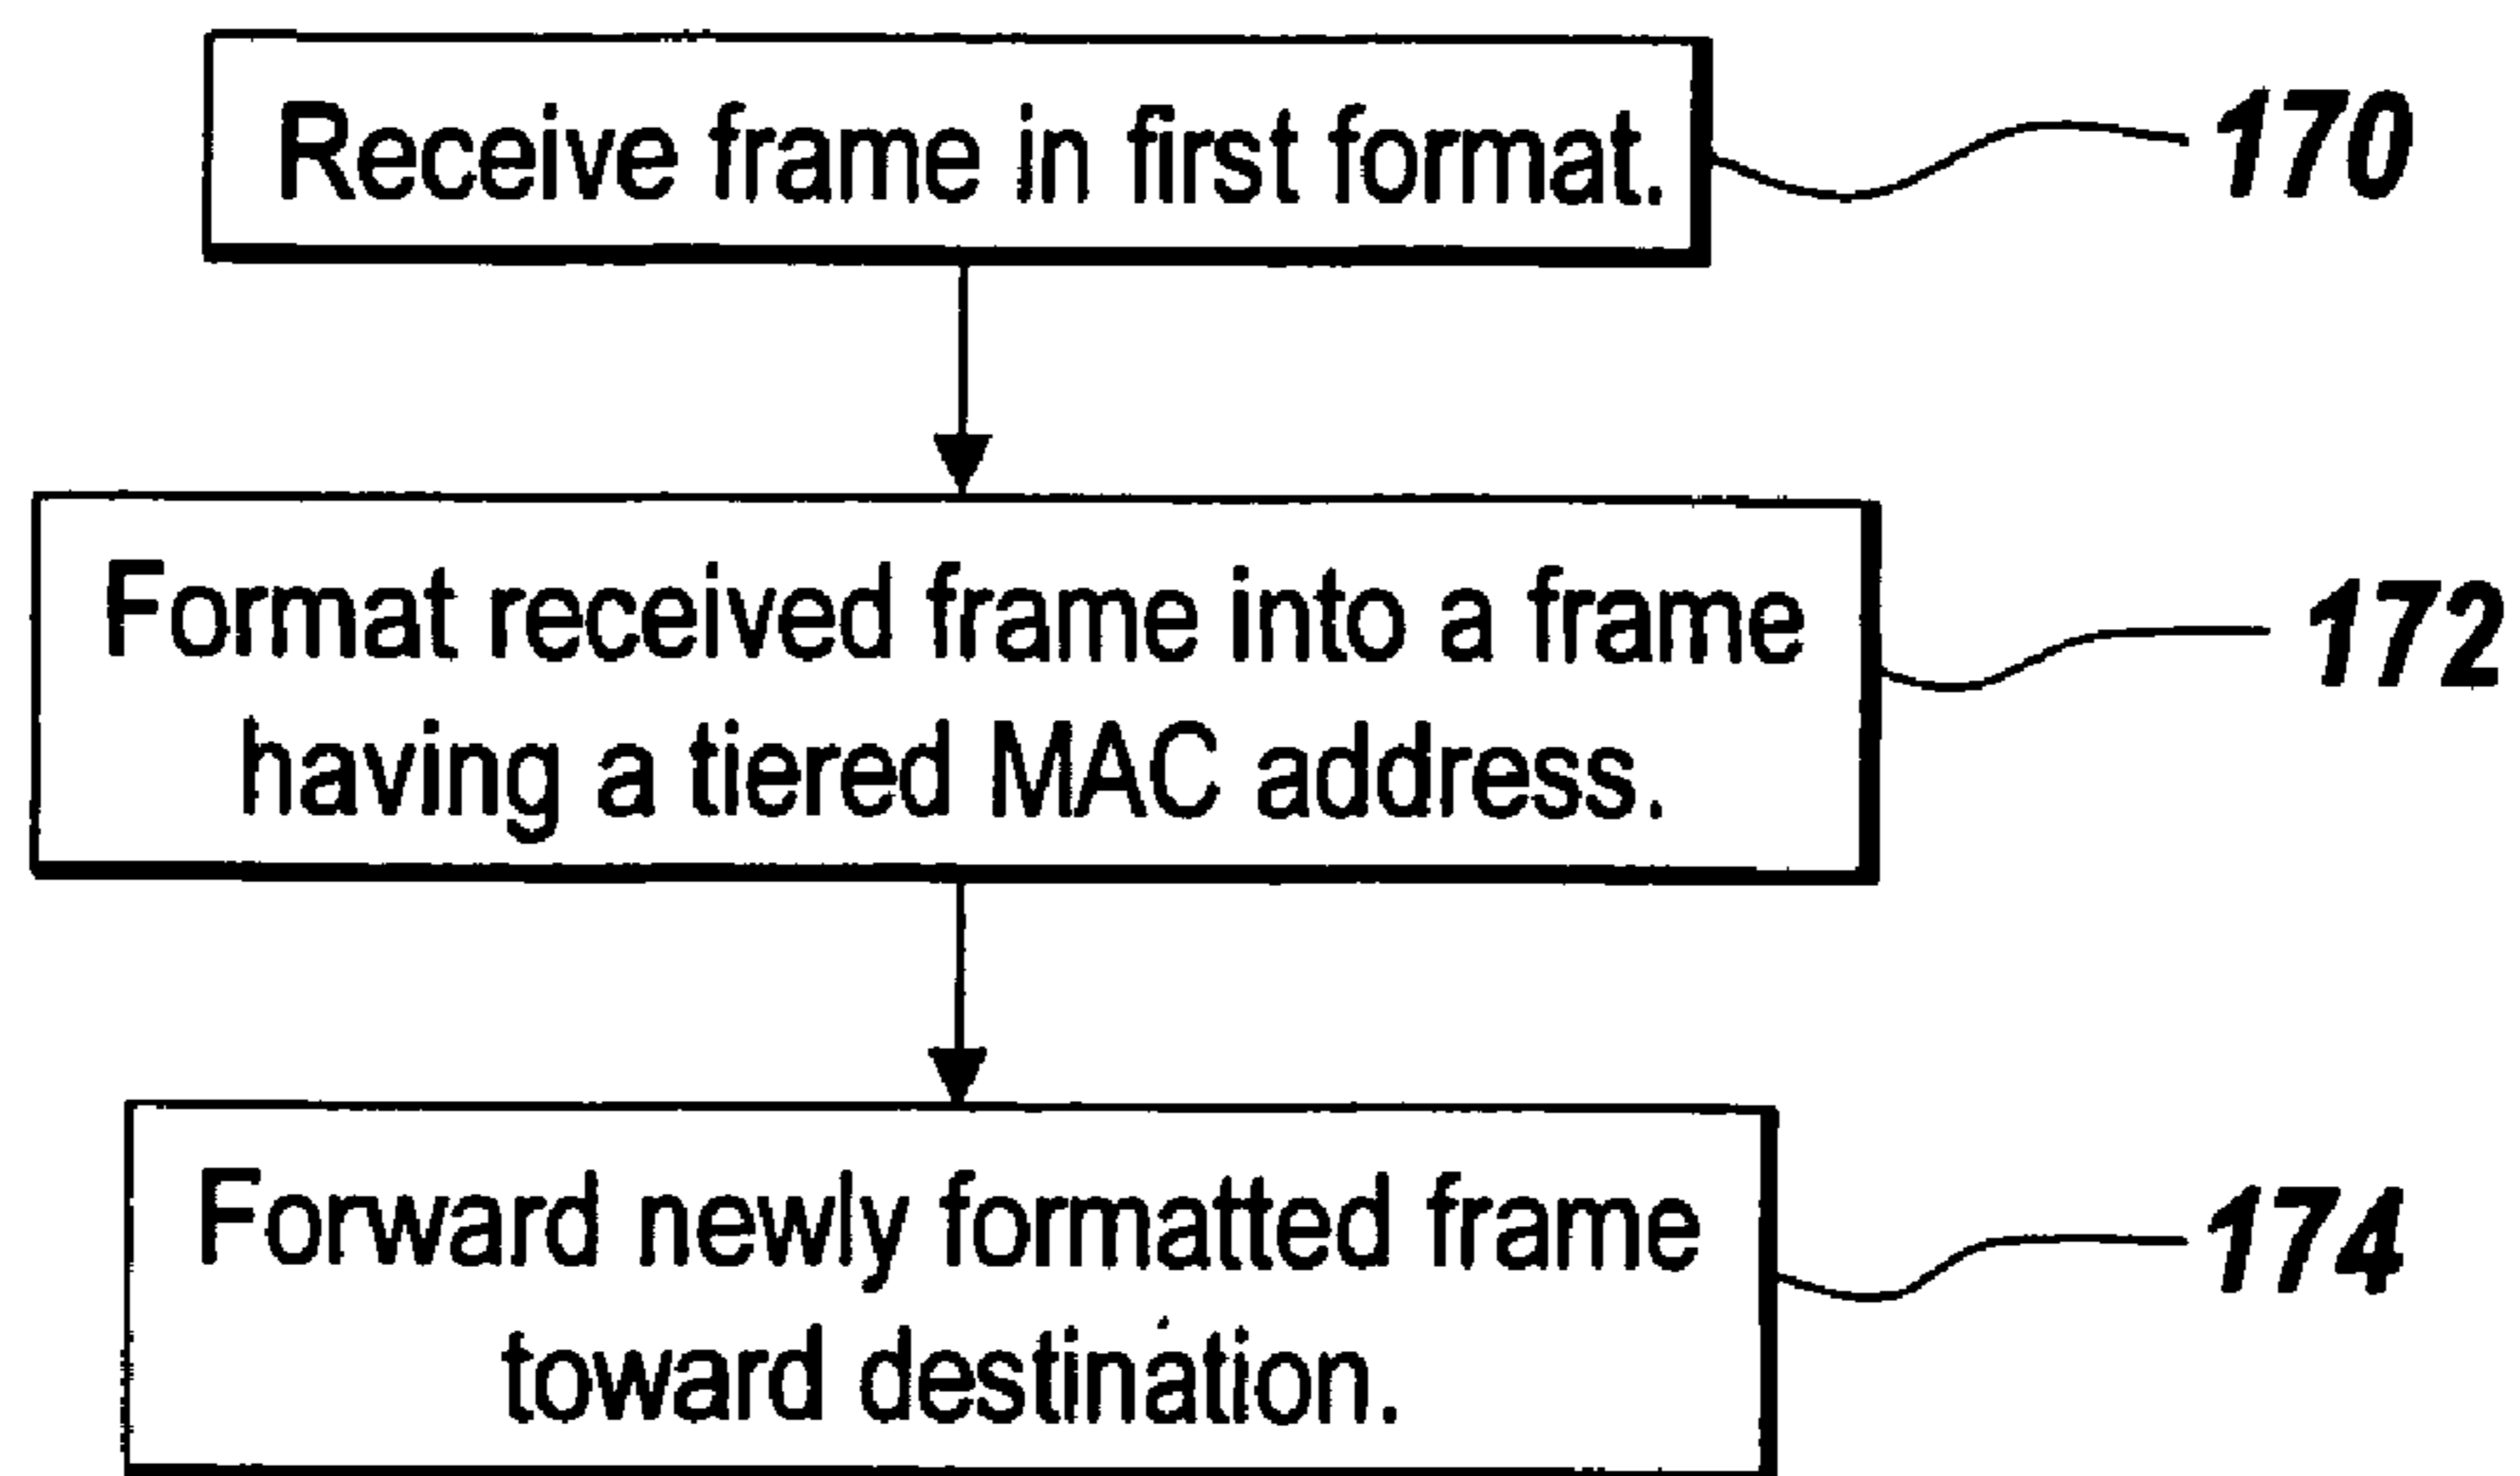 Receive frame in first format.
170
Format received frame into a frame
having a tiered MAC address.
172
Forward newly formatted frame
toward destination.
174